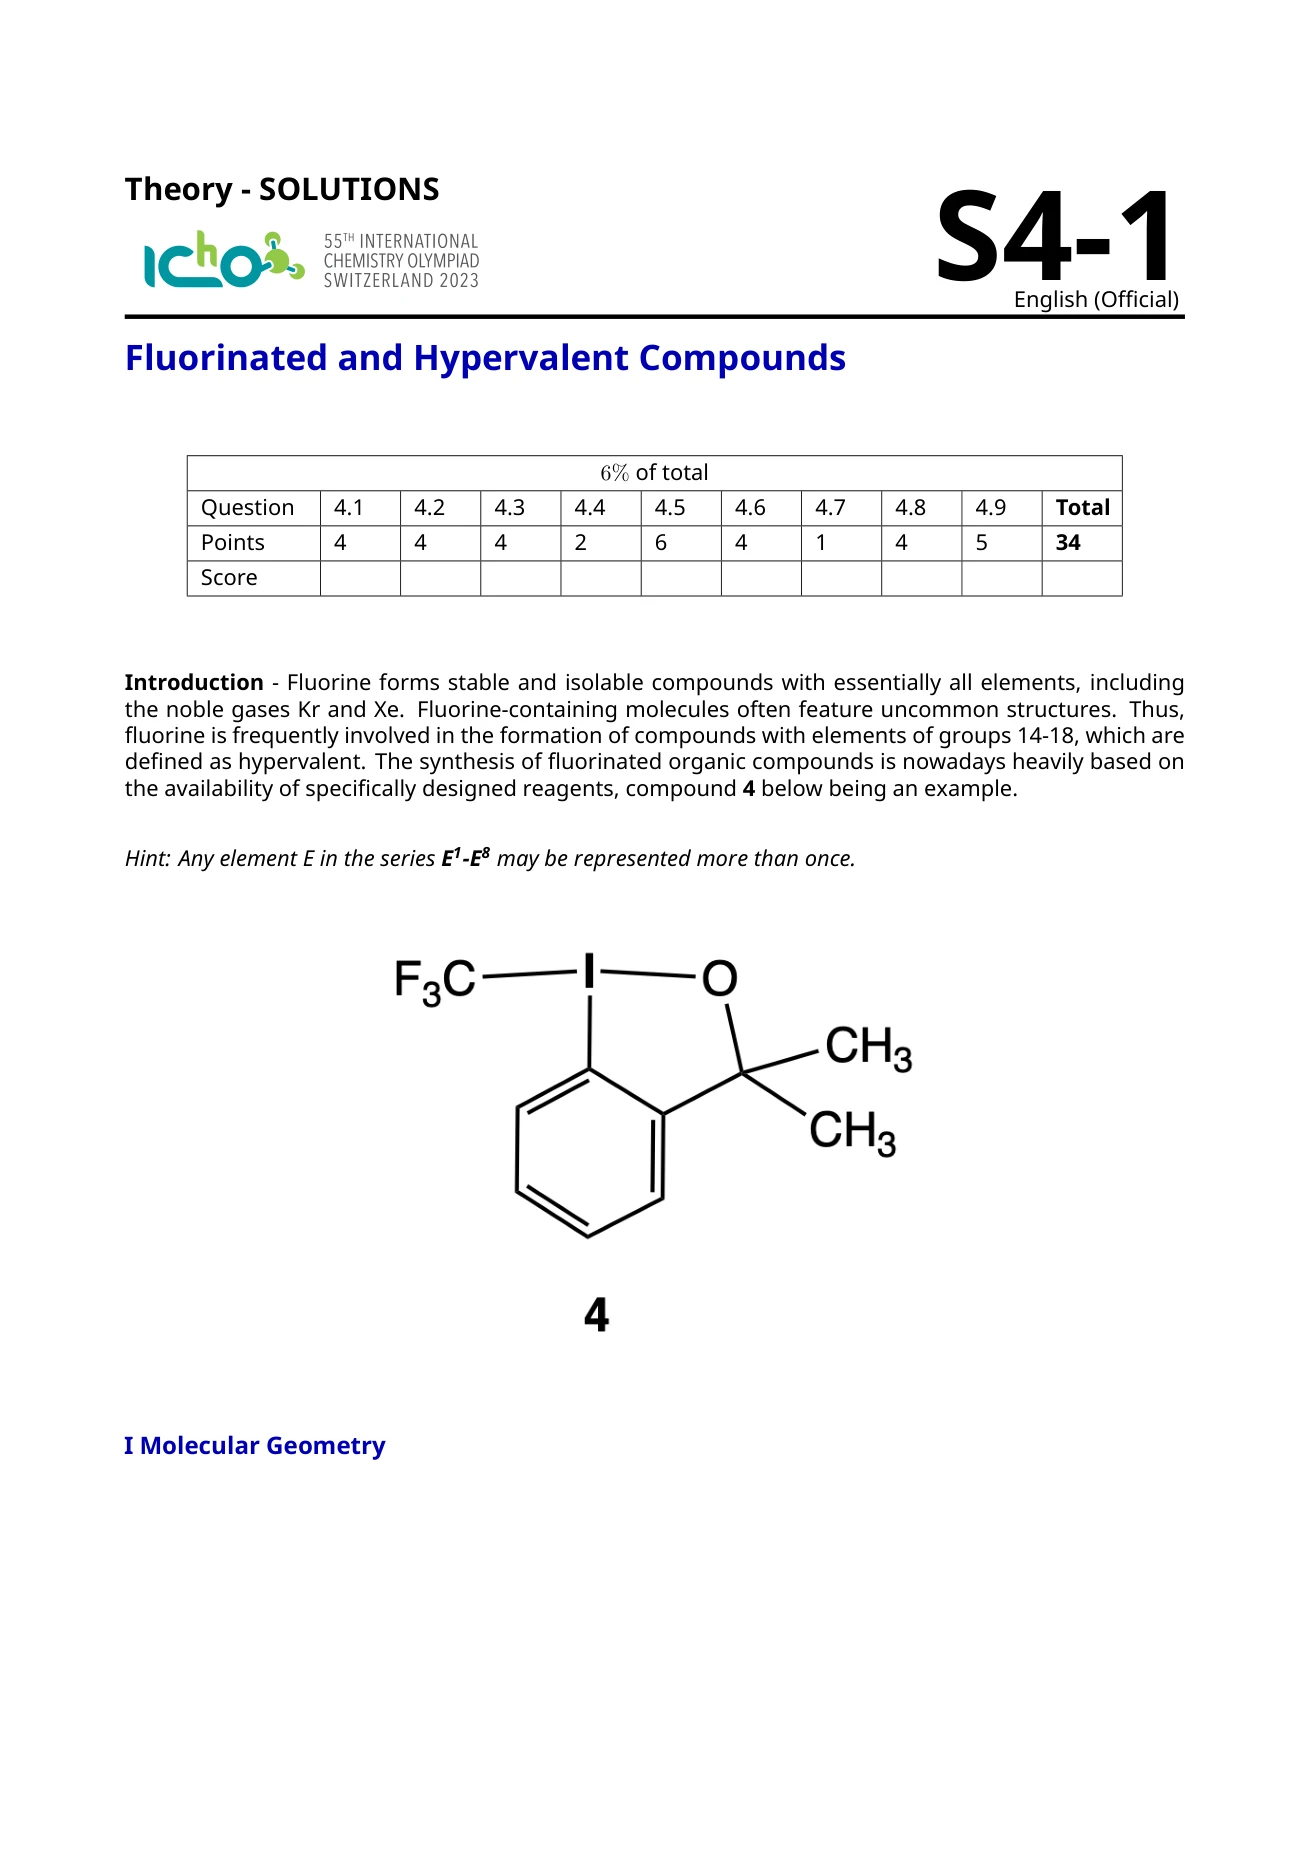 Theory - SOLUTIONS
IChO
55TH INTERNATIONAL
CHEMISTRY OLYMPIAD
SWITZERLAND 2023
S4-1
English (Official)
Fluorinated and Hypervalent Compounds
6% of total
Question 4.1 4.2 4.3 4.4 4.5 4.6 4.7 4.8 4.9 Total
Points 4 4 4 2 6 4 1 4 5 34
Score
Introduction - Fluorine forms stable and isolable compounds with essentially all elements, including
the noble gases Kr and Xe. Fluorine-containing molecules often feature uncommon structures. Thus,
fluorine is frequently involved in the formation of compounds with elements of groups 14-18, which are
defined as hypervalent. The synthesis of fluorinated organic compounds is nowadays heavily based on
the availability of specifically designed reagents, compound 4 below being an example.
Hint: Any element E in the series E¹-E⁸ may be represented more than once.
F₃C I O
CH₃
CH₃
4
I Molecular Geometry